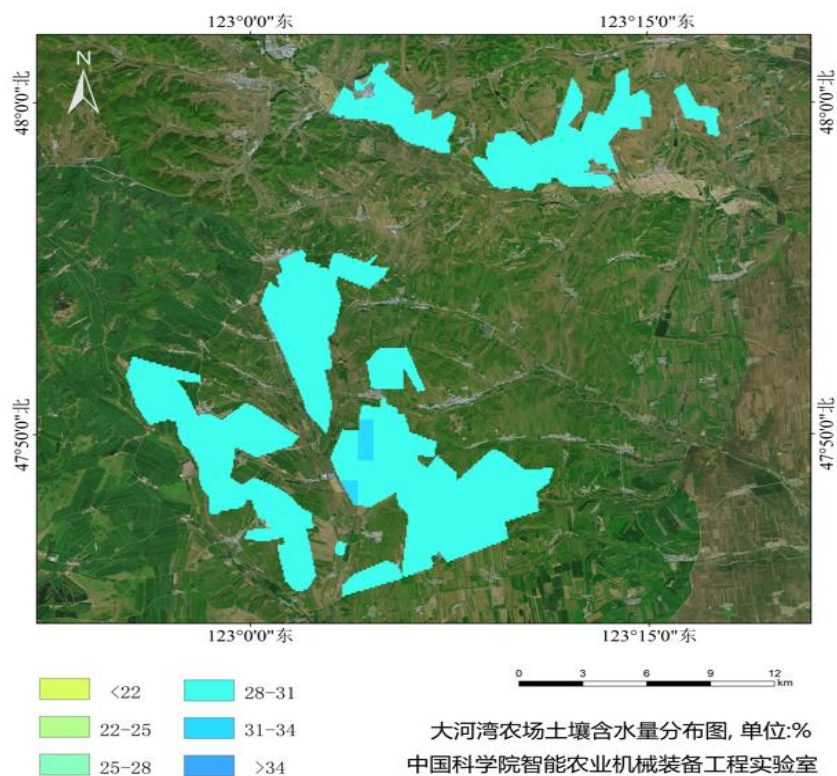 123°0'0"东 123°15'0"东
N
48°0'0"北 48°0'0"北
47°50'0"北 47°50'0"北
123°0'0"东 123°15'0"东
<22 28-31
22-25 31-34
25-28 >34
0 3 6 9 12
km
大河湾农场土壤含水量分布图, 单位:%
中国科学院智能农业机械装备工程实验室